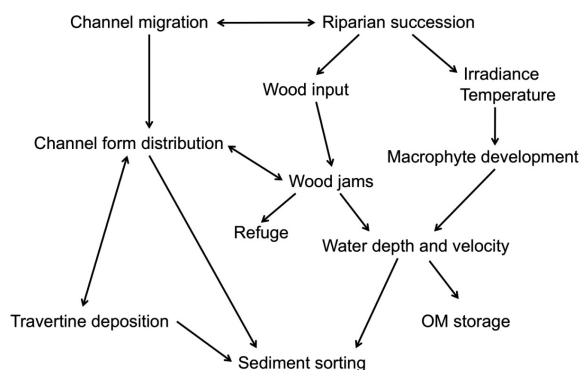 Channel migration
Riparian succession
Wood input
Irradiance
Temperature
Channel form distribution
Macrophyte development
Wood jams
Refuge
Water depth and velocity
Travertine deposition
OM storage
Sediment sorting